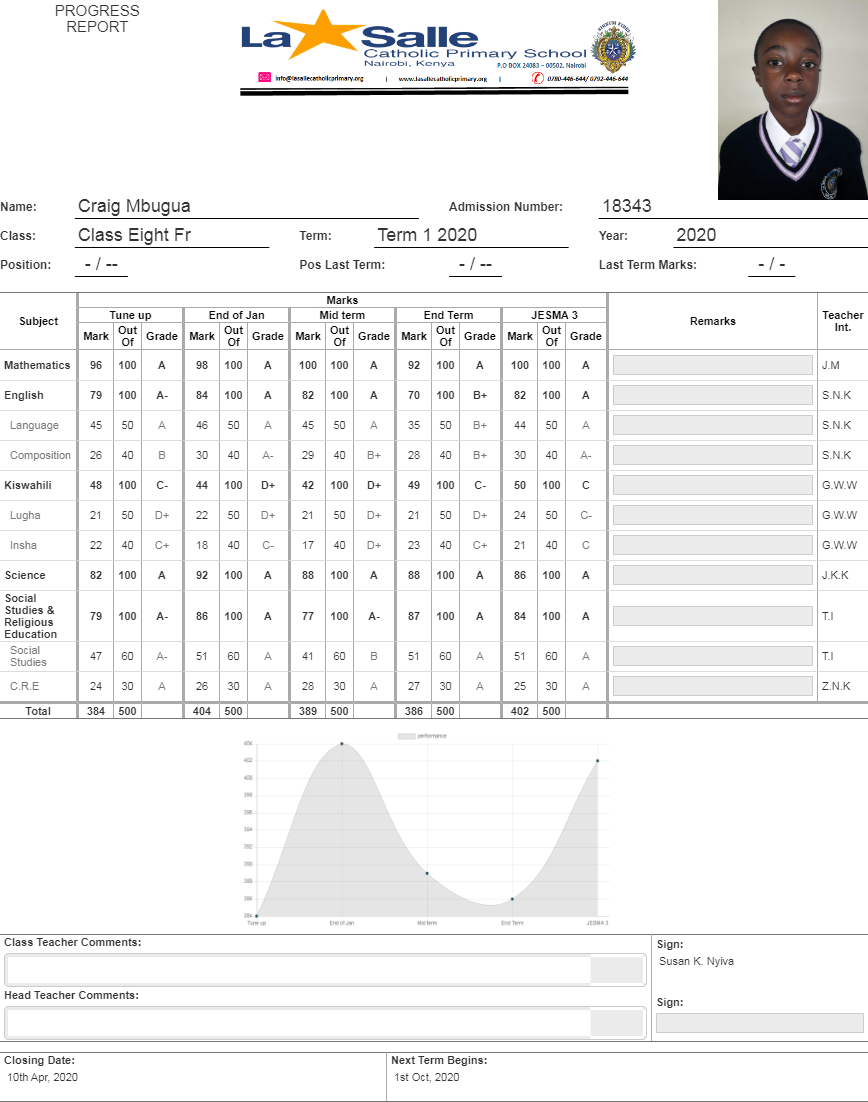 PROGRESS
REPORT
La Salle
Catholic Primary School
Nairobi, Kenya
P.O BOX 24083 – 00502, Nairobi
info@lasallecatholicprimary.org | www.lasallecatholicprimary.org | 0780-446-644/ 0792-446-644
Name: Craig Mbugua Admission Number: 18343
Class: Class Eight Fr Term: Term 1 2020 Year: 2020
Position: - / -- Pos Last Term: - / -- Last Term Marks: - / -
Subject Marks Remarks Teacher Int.
Tune up End of Jan Mid term End Term JESMA 3
Mark Out Of Grade Mark Out Of Grade Mark Out Of Grade Mark Out Of Grade Mark Out Of Grade
Mathematics 96 100 A 98 100 A 100 100 A 92 100 A 100 100 A J.M
English 79 100 A- 84 100 A 82 100 A 70 100 B+ 82 100 A S.N.K
Language 45 50 A 46 50 A 45 50 A 35 50 B+ 44 50 A S.N.K
Composition 26 40 B 30 40 A- 29 40 B+ 28 40 B+ 30 40 A- S.N.K
Kiswahili 48 100 C- 44 100 D+ 42 100 D+ 49 100 C- 50 100 C G.W.W
Lugha 21 50 D+ 22 50 D+ 21 50 D+ 21 50 D+ 24 50 C- G.W.W
Insha 22 40 C+ 18 40 C- 17 40 D+ 23 40 C+ 21 40 C G.W.W
Science 82 100 A 92 100 A 88 100 A 88 100 A 86 100 A J.K.K
Social Studies & Religious Education 79 100 A- 86 100 A 77 100 A- 87 100 A 84 100 A T.I
Social Studies 47 60 A- 51 60 A 41 60 B 51 60 A 51 60 A T.I
C.R.E 24 30 A 26 30 A 28 30 A 27 30 A 25 30 A Z.N.K
Total 384 500 404 500 389 500 386 500 402 500
performance
404
402
400
398
396
394
392
390
388
386
384
Tune up End of Jan Mid term End Term JESMA 3
Class Teacher Comments: Sign:
Susan K. Nyiva
Head Teacher Comments: Sign:
Closing Date: Next Term Begins:
10th Apr, 2020 1st Oct, 2020